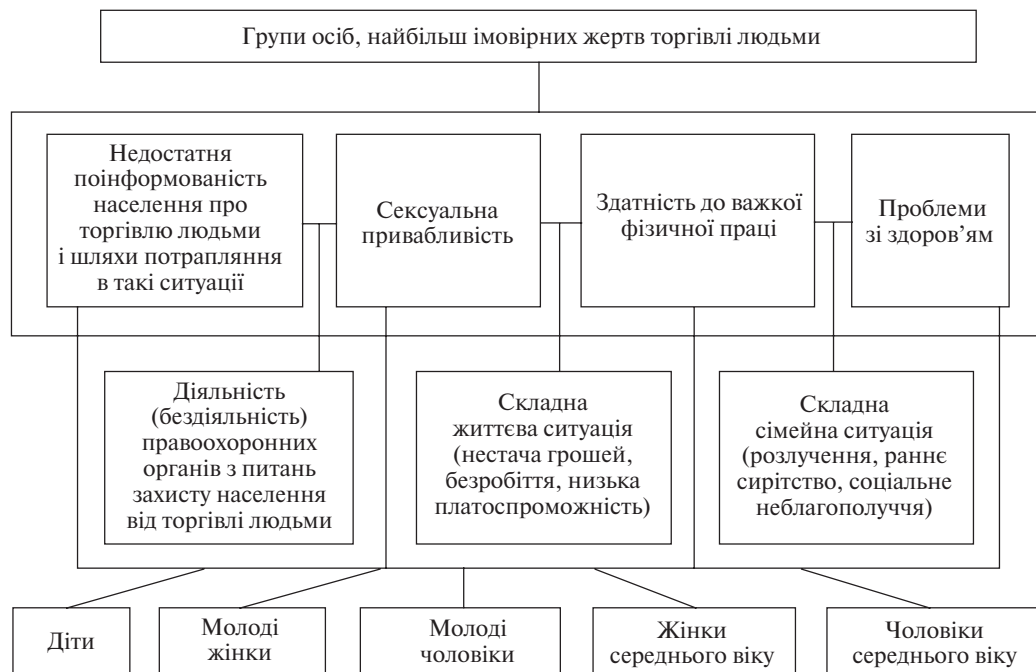 Групи осіб, найбільш імовірних жертв торгівлі людьми
Недостатня
поінформованість
населення про
торгівлю людьми
і шляхи потрапляння
в такі ситуації
Сексуальна
привабливість
Здатність до важкої
фізичної праці
Проблеми
зі здоров’ям
Діяльність
(бездіяльність)
правоохоронних
органів з питань
захисту населення
від торгівлі людьми
Складна
життєва ситуація
(нестача грошей,
безробіття, низька
платоспроможність)
Складна
сімейна ситуація
(розлучення, раннє
сирітство, соціальне
неблагополуччя)
Діти
Молоді
жінки
Молоді
чоловіки
Жінки
середнього віку
Чоловіки
середнього віку